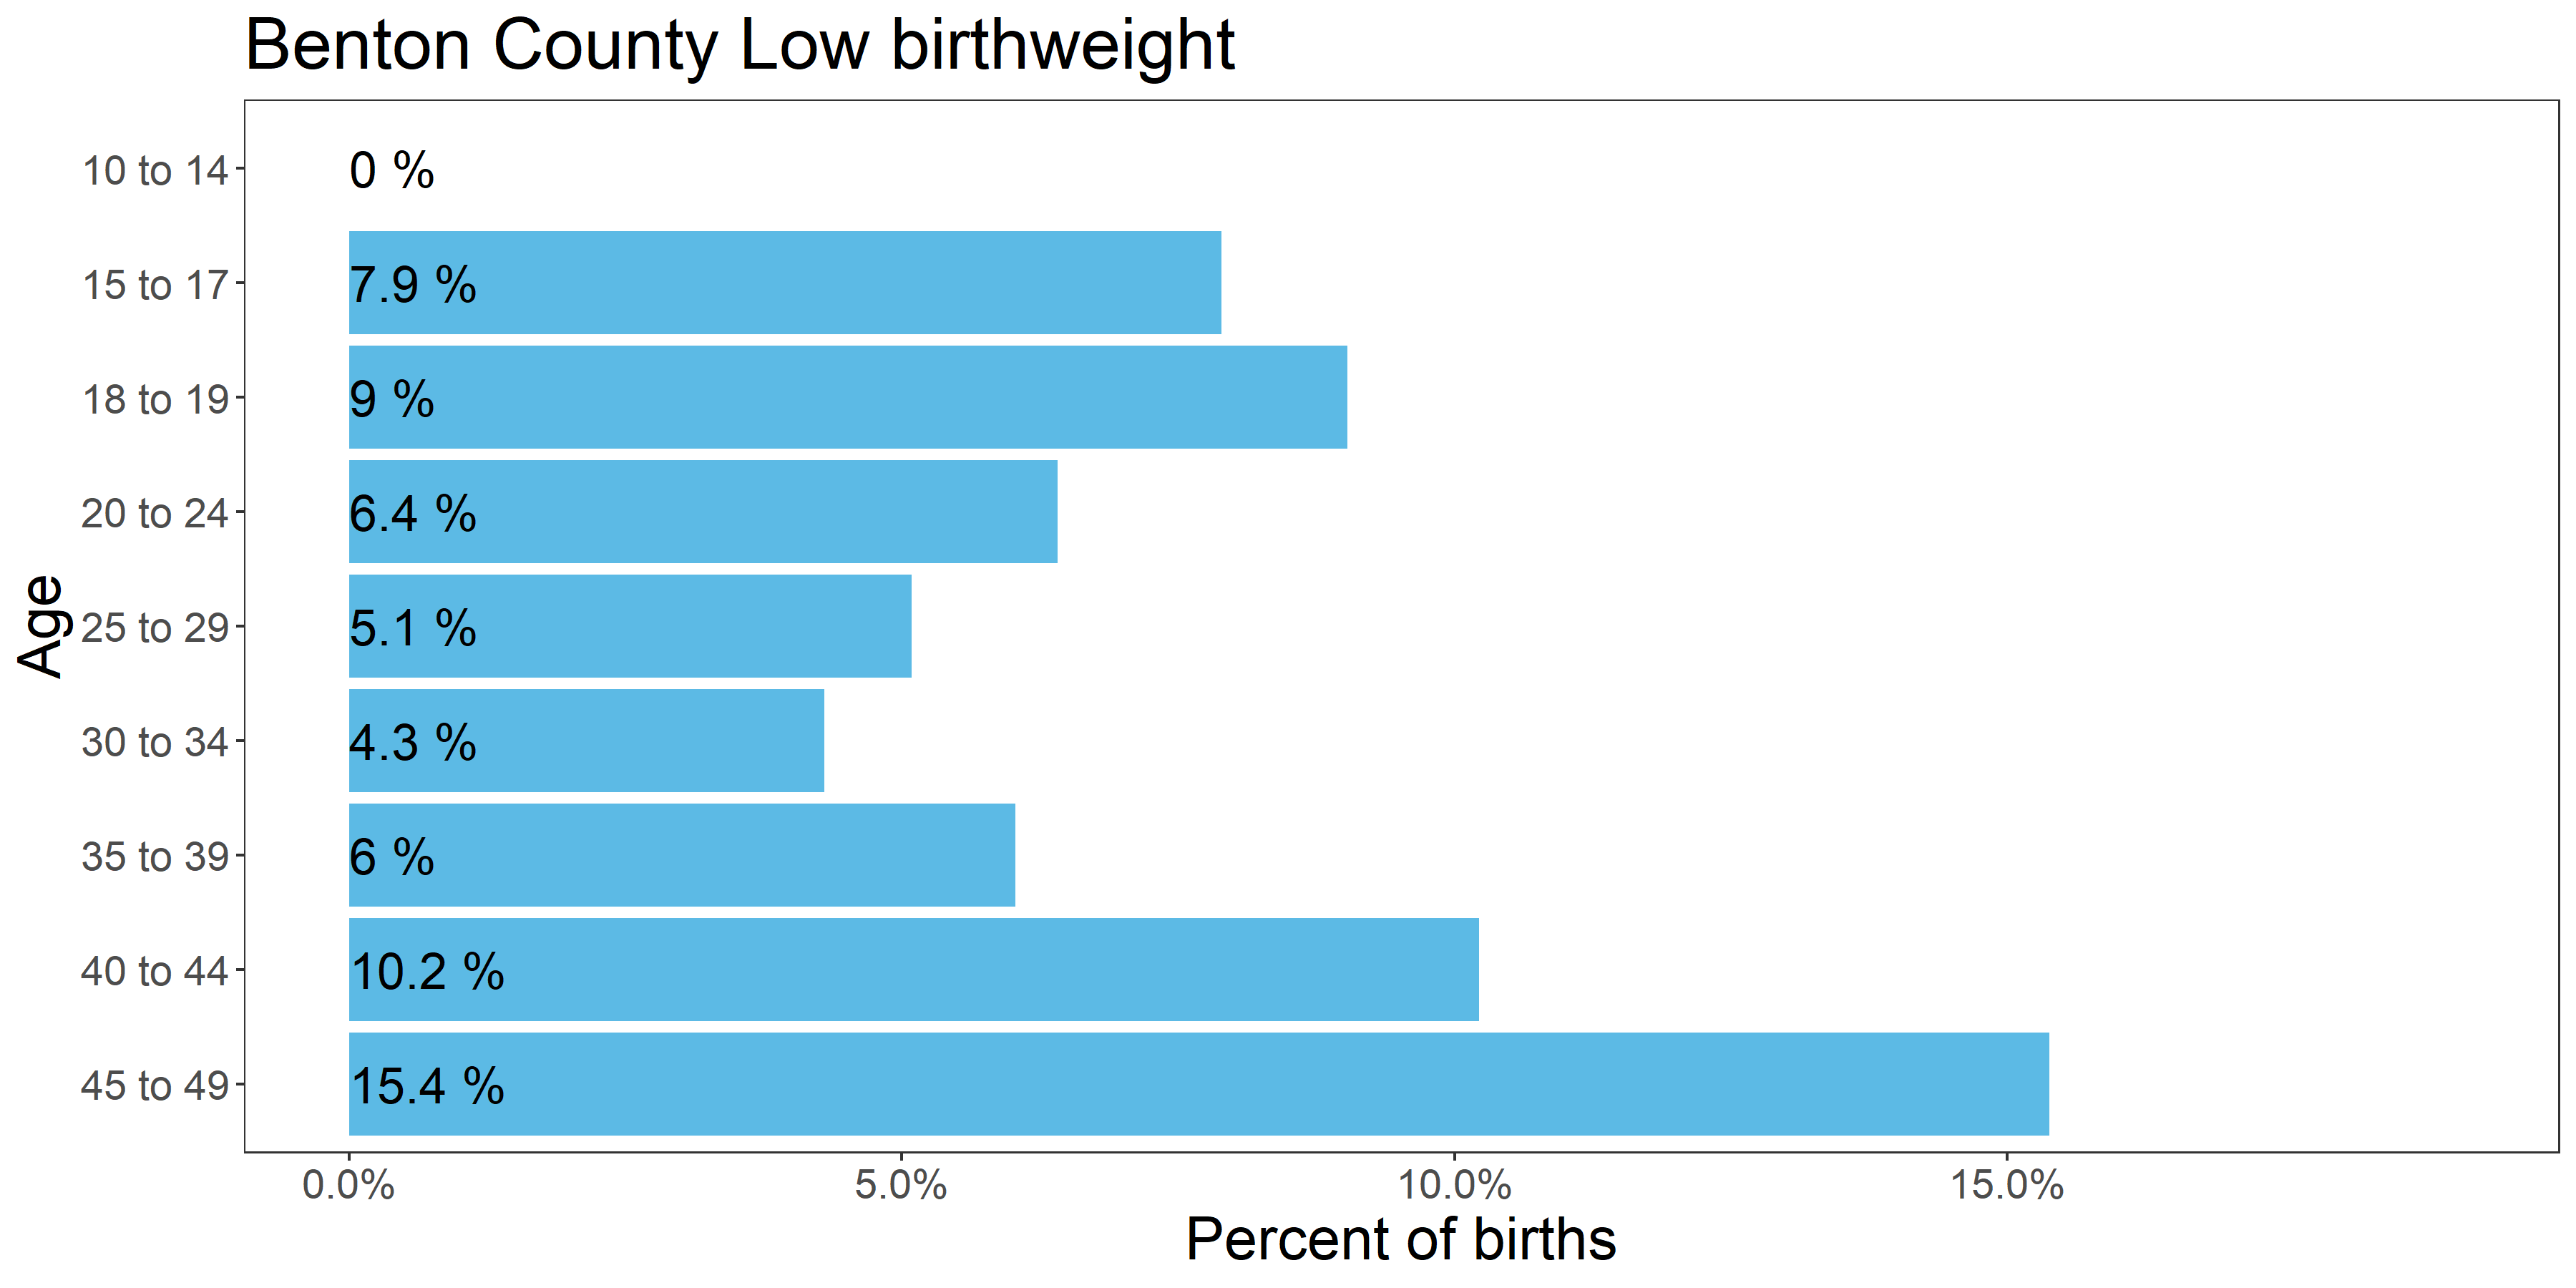 Benton County Low birthweight
Age
10 to 14 0 %
15 to 17 7.9 %
18 to 19 9 %
20 to 24 6.4 %
25 to 29 5.1 %
30 to 34 4.3 %
35 to 39 6 %
40 to 44 10.2 %
45 to 49 15.4 %
0.0% 5.0% 10.0% 15.0%
Percent of births